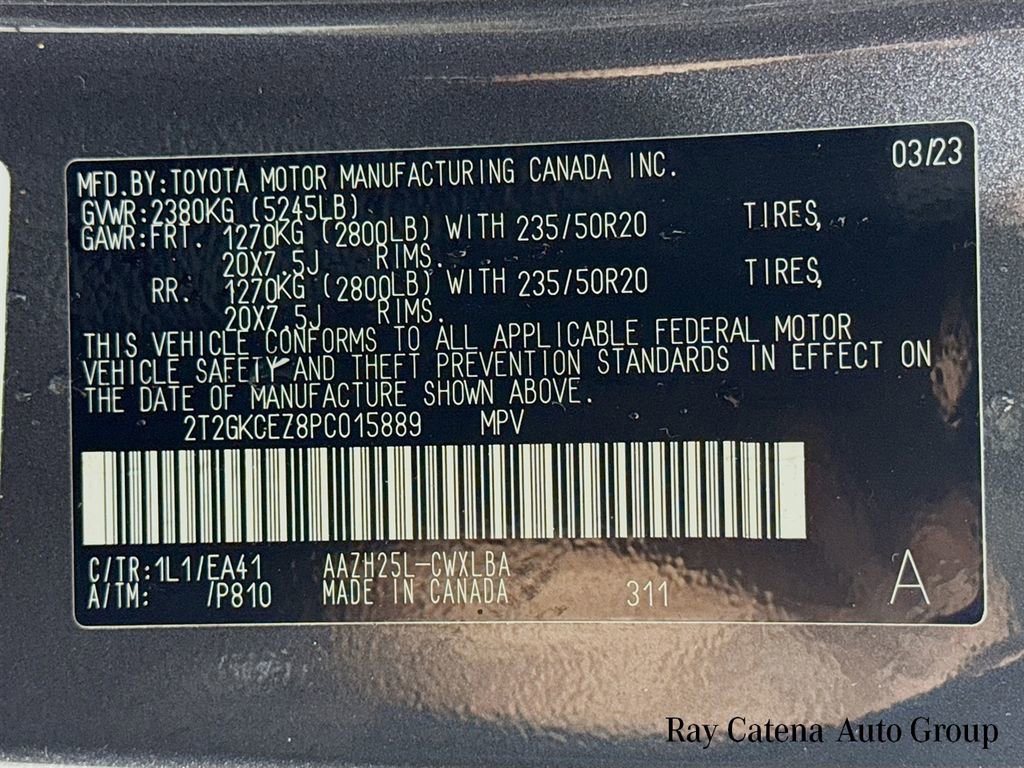 03/23
MFD.BY:TOYOTA MOTOR MANUFACTURING CANADA INC.
GVWR:2380KG (5245LB)
GAWR:FRT. 1270KG (2800LB) WITH 235/50R20 TIRES,
20X7.5J RIMS.
RR. 1270KG (2800LB) WITH 235/50R20 TIRES,
20X7.5J RIMS.
THIS VEHICLE CONFORMS TO ALL APPLICABLE FEDERAL MOTOR
VEHICLE SAFETY AND THEFT PREVENTION STANDARDS IN EFFECT ON
THE DATE OF MANUFACTURE SHOWN ABOVE.
2T2GKCEZ8PC015889 MPV
C/TR:1L1/EA41 AAZH25L-CWXLBA
A/TM: /P810 MADE IN CANADA 311 A
Ray Catena Auto Group